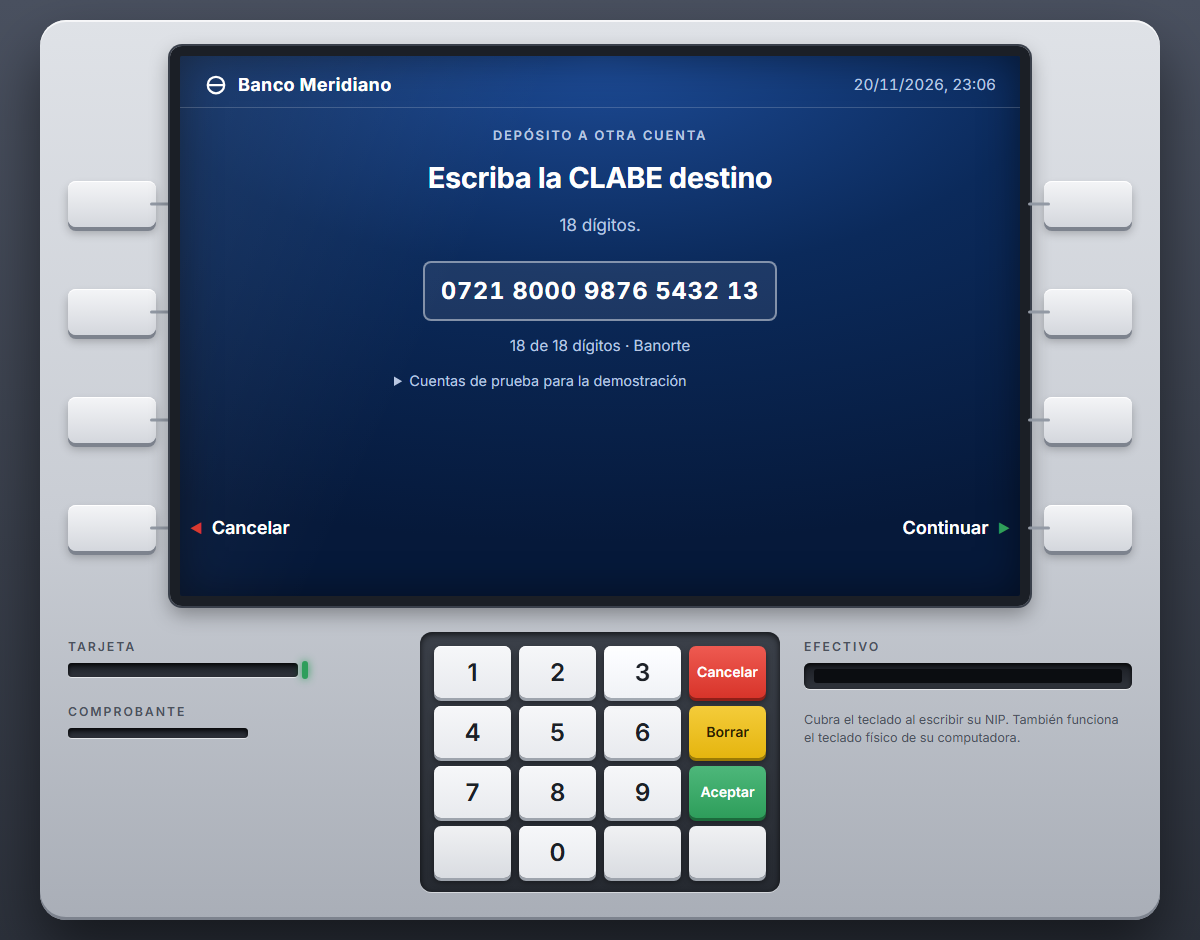 Banco Meridiano
20/11/2026, 23:06
DEPÓSITO A OTRA CUENTA
Escriba la CLABE destino
18 dígitos.
0721 8000 9876 5432 13
18 de 18 dígitos · Banorte
▶ Cuentas de prueba para la demostración
◀ Cancelar
Continuar ▶
TARJETA
COMPROBANTE
1 2 3 Cancelar
4 5 6 Borrar
7 8 9 Aceptar
0
EFECTIVO
Cubra el teclado al escribir su NIP. También funciona
el teclado físico de su computadora.